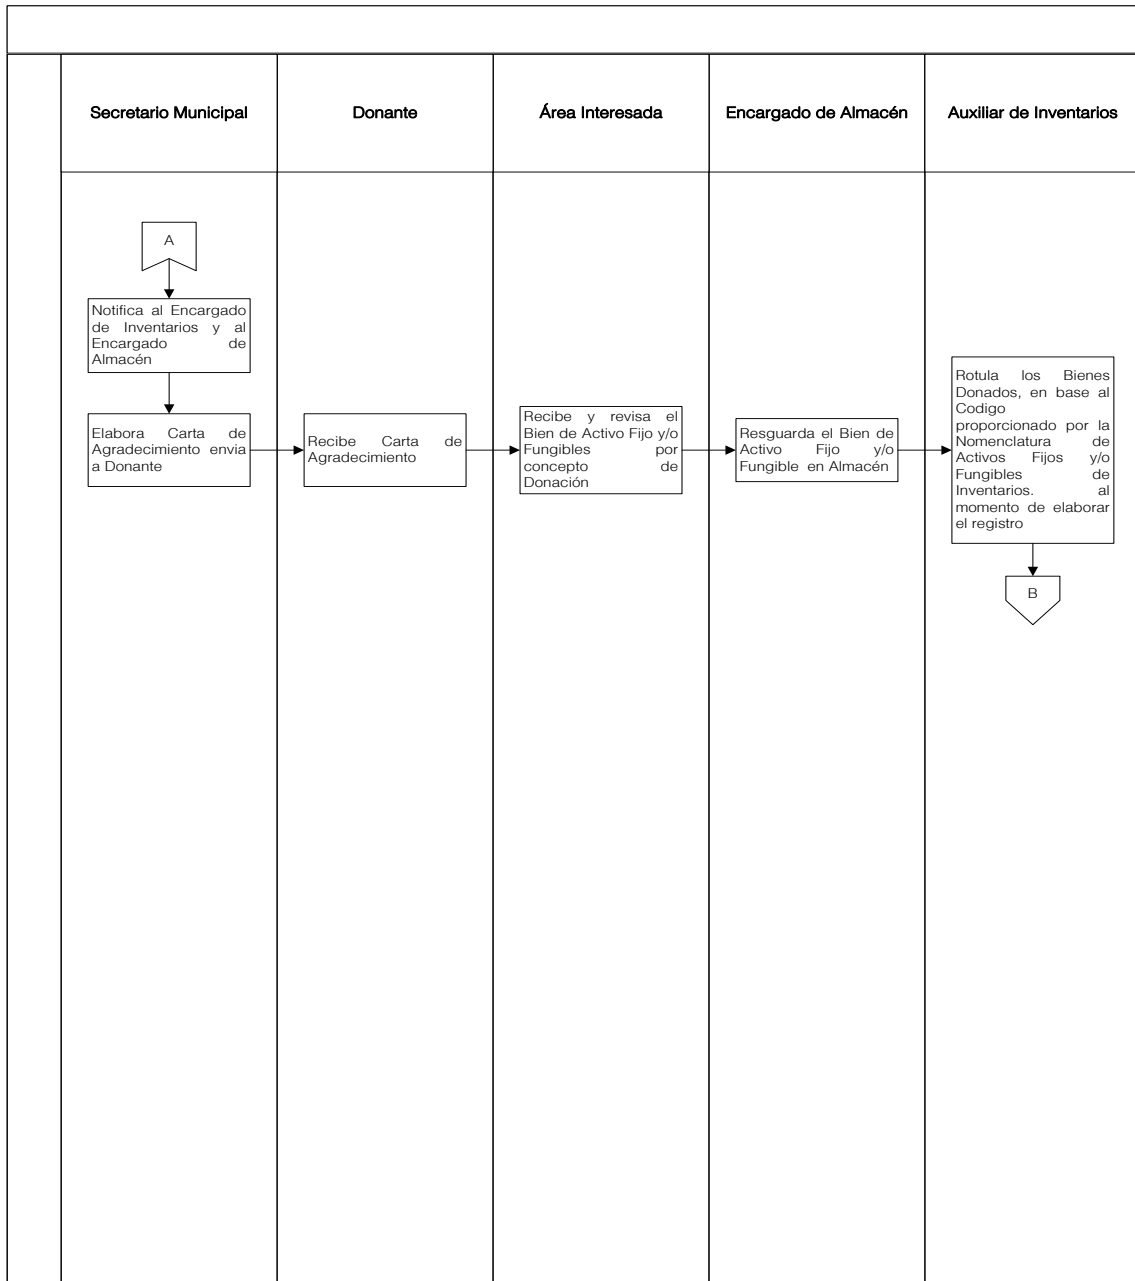 Secretario Municipal
Donante
Área Interesada
Encargado de Almacén
Auxiliar de Inventarios
A
Notifica al Encargado
de Inventarios y al
Encargado de
Almacén
Elabora Carta de
Agradecimiento envia
a Donante
Recibe Carta de
Agradecimiento
Recibe y revisa el
Bien de Activo Fijo y/o
Fungibles por
concepto de
Donación
Resguarda el Bien de
Activo Fijo y/o
Fungible en Almacén
Rotula los Bienes
Donados, en base al
Codigo
proporcionado por la
Nomenclatura de
Activos Fijos y/o
Fungibles de
Inventarios. al
momento de elaborar
el registro
B